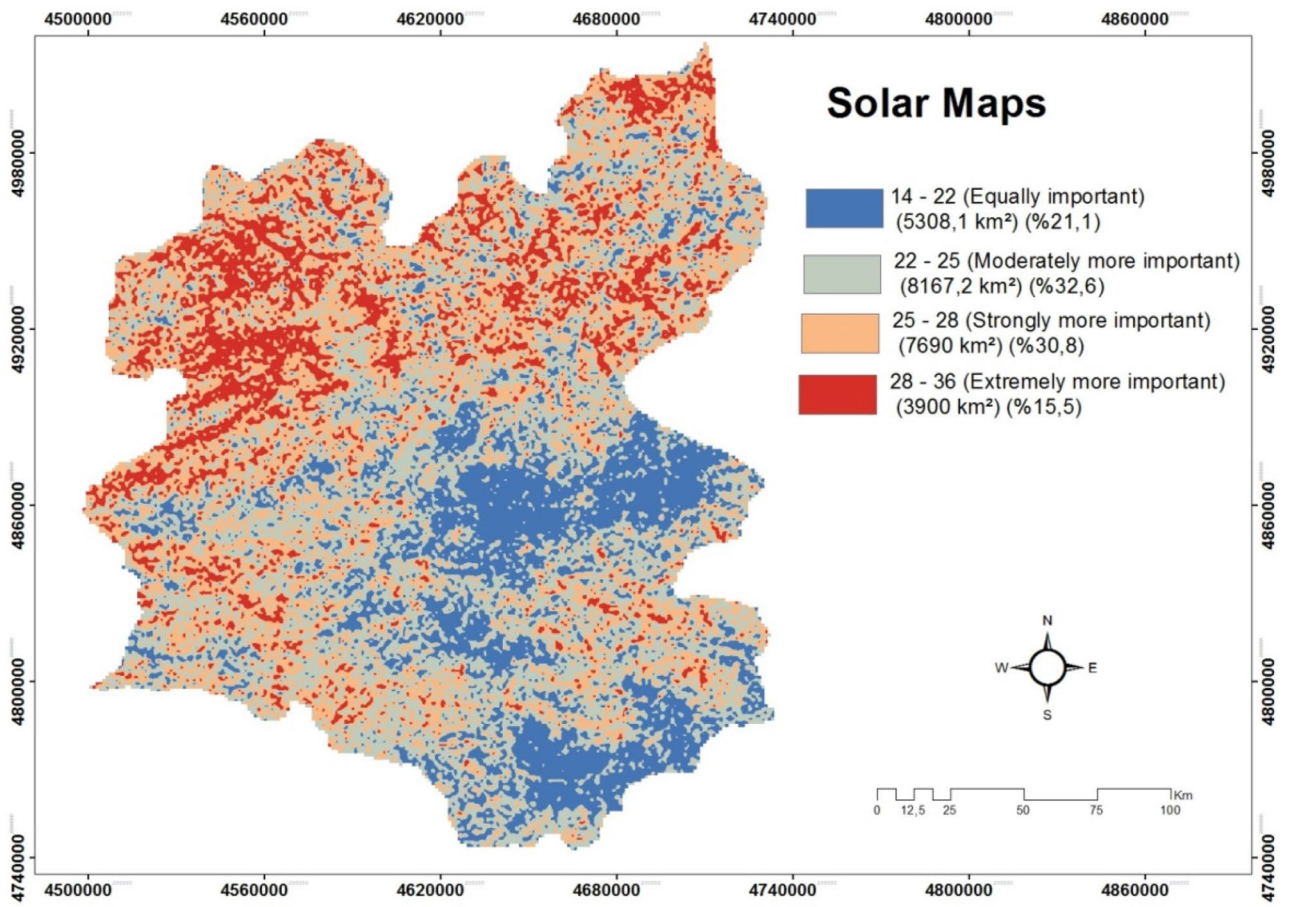 4500000 4560000 4620000 4680000 4740000 4800000 4860000
Solar Maps
14 - 22 (Equally important)
(5308,1 km²) (%21,1)
22 - 25 (Moderately more important)
(8167,2 km²) (%32,6)
25 - 28 (Strongly more important)
(7690 km²) (%30,8)
28 - 36 (Extremely more important)
(3900 km²) (%15,5)
4980000
4920000
4860000
4800000
4740000
4980000
4920000
4860000
4800000
4740000
N
W E
S
Km
0 12,5 25 50 75 100
4500000 4560000 4620000 4680000 4740000 4800000 4860000